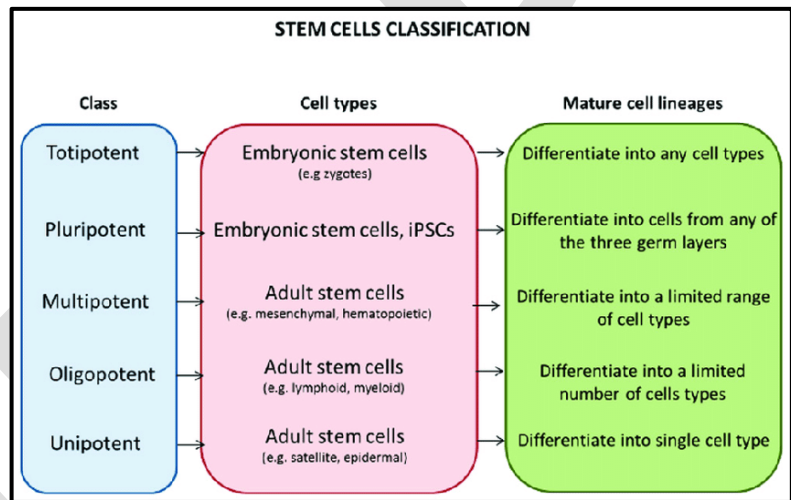 STEM CELLS CLASSIFICATION
Class
Cell types
Mature cell lineages
Totipotent
Embryonic stem cells
(e.g zygotes)
Differentiate into any cell types
Pluripotent
Embryonic stem cells, iPSCs
Differentiate into cells from any of
the three germ layers
Multipotent
Adult stem cells
(e.g. mesenchymal, hematopoietic)
Differentiate into a limited range
of cell types
Oligopotent
Adult stem cells
(e.g. lymphoid, myeloid)
Differentiate into a limited
number of cells types
Unipotent
Adult stem cells
(e.g. satellite, epidermal)
Differentiate into single cell type